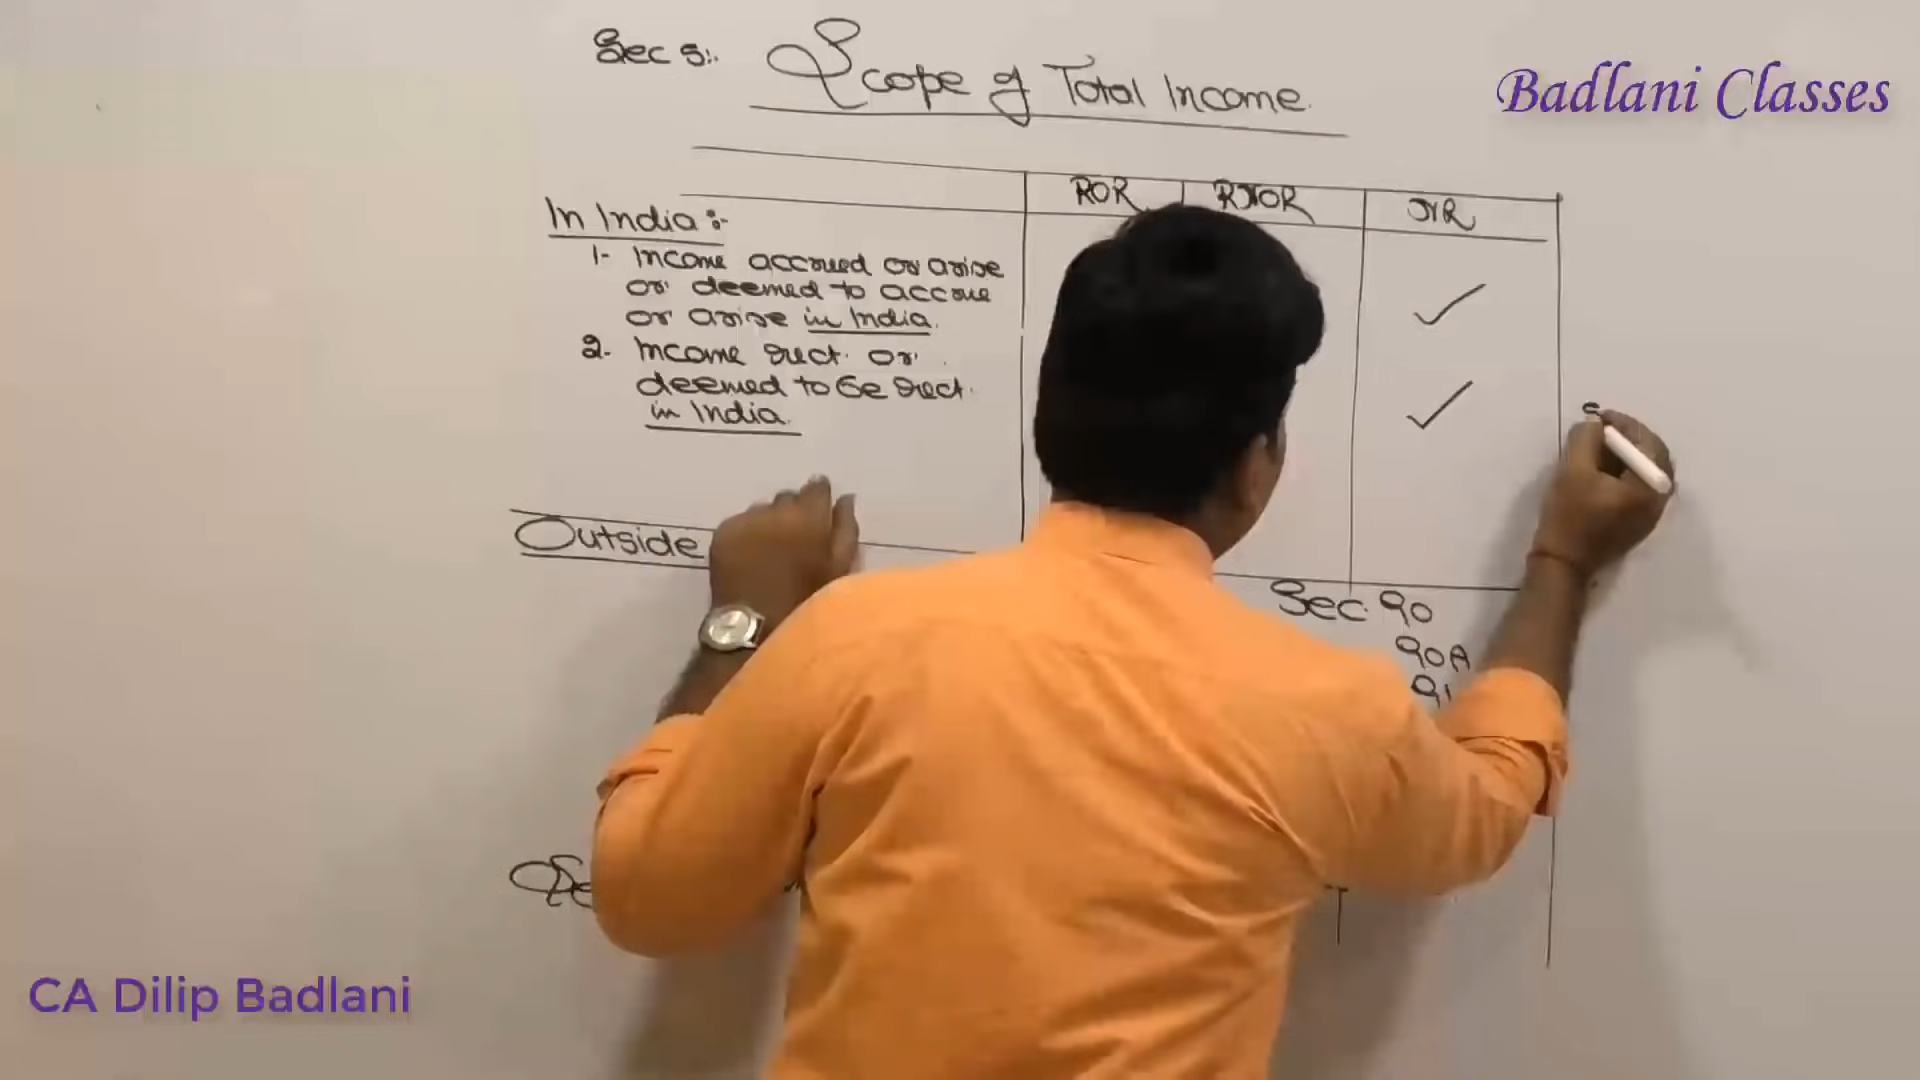 Sec 5:. Scope of Total Income.
Badlani Classes
ROR RNOR NR
In India :-
1- Income accrued or arise
or deemed to accrue
or arise in India.
2- Income rect. or
deemed to be rect.
in India.
Outside
Sec. 90
90A
91
CA Dilip Badlani